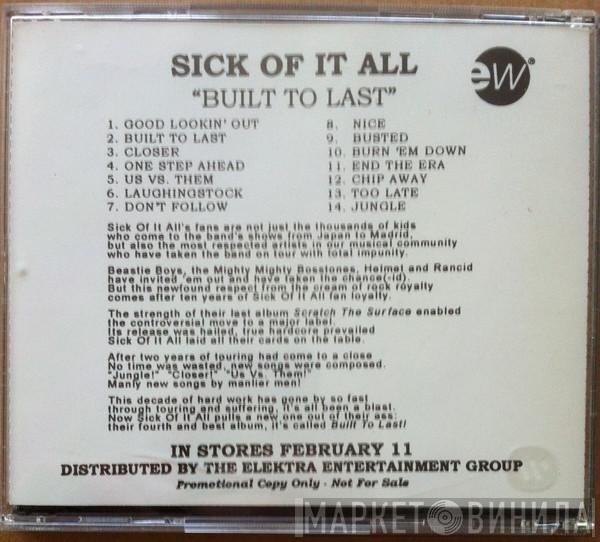 SICK OF IT ALL
ew®
"BUILT TO LAST"
1. GOOD LOOKIN' OUT
2. BUILT TO LAST
3. CLOSER
4. ONE STEP AHEAD
5. US VS. THEM
6. LAUGHINGSTOCK
7. DON'T FOLLOW
8. NICE
9. BUSTED
10. BURN 'EM DOWN
11. END THE ERA
12. CHIP AWAY
13. TOO LATE
14. JUNGLE
Sick Of It All's fans are not just the thousands of kids
who come to the band's shows from Japan to Madrid,
but also the most respected artists in our musical community
who have taken the band on tour with total impunity.
Beastie Boys, the Mighty Mighty Bosstones, Helmet and Rancid
have invited 'em out and have taken the chance(-id).
But this newfound respect from the cream of rock royalty
comes after ten years of Sick Of It All fan loyalty.
The strength of their last album Scratch The Surface enabled
the controversial move to a major label.
Its release was hailed, true hardcore prevailed
Sick Of It All laid all their cards on the table.
After two years of touring had come to a close
No time was wasted, new songs were composed.
"Jungle!" "Closer!" "Us Vs. Them!"
Manly new songs by manlier men!
This decade of hard work has gone by so fast
through touring and suffering, it's all been a blast.
Now Sick Of It All pulls a new one out of their ass:
their fourth and best album, it's called Built To Last!
IN STORES FEBRUARY 11
DISTRIBUTED BY THE ELEKTRA ENTERTAINMENT GROUP
Promotional Copy Only - Not For Sale
МАРКЕТ ВИНИЛА